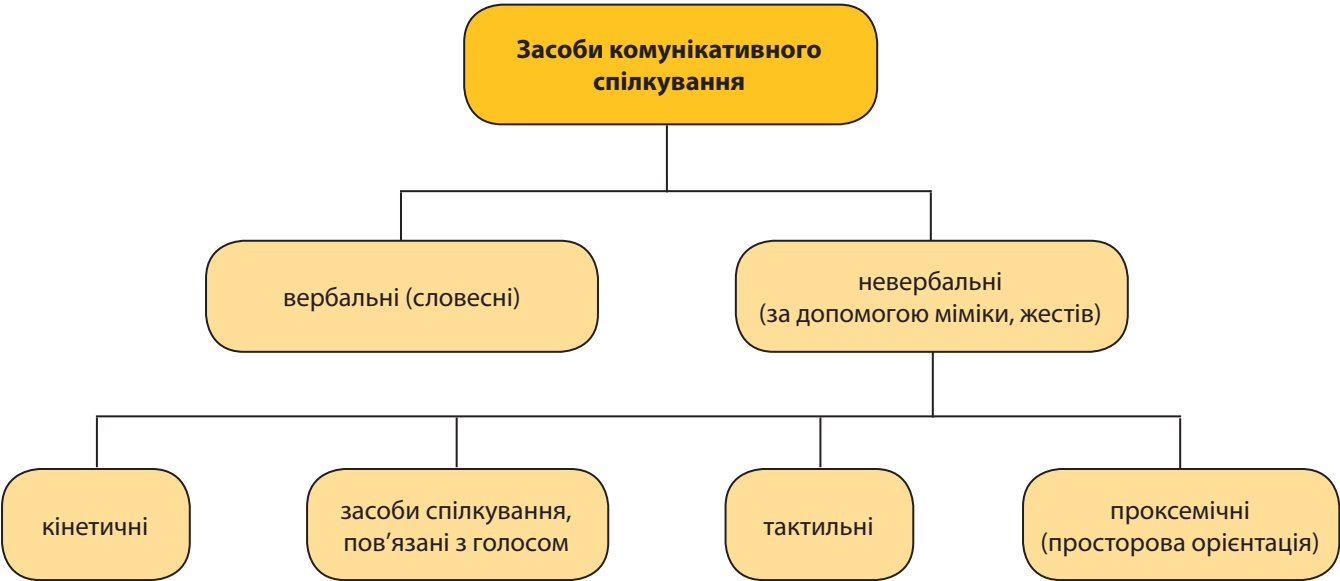 Засоби комунікативного
спілкування
вербальні (словесні)
невербальні
(за допомогою міміки, жестів)
кінетичні
засоби спілкування,
пов’язані з голосом
тактильні
проксемічні
(просторова орієнтація)